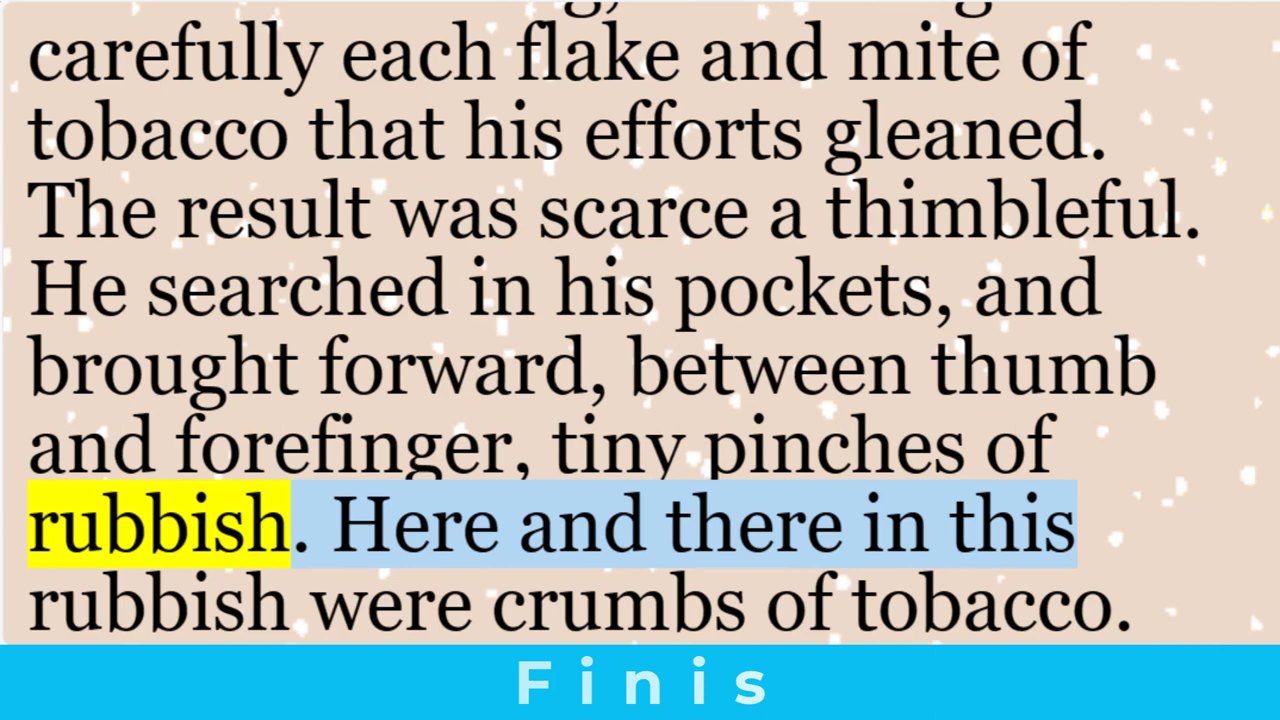 carefully each flake and mite of
tobacco that his efforts gleaned.
The result was scarce a thimbleful.
He searched in his pockets, and
brought forward, between thumb
and forefinger, tiny pinches of
rubbish. Here and there in this
rubbish were crumbs of tobacco.
Finis